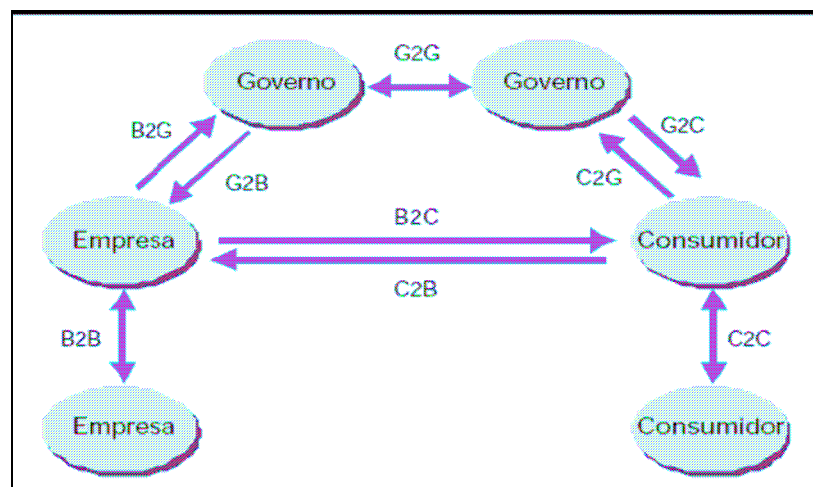 G2G
Governo
Governo
B2G
G2C
G2B
C2G
B2C
Empresa
Consumidor
C2B
B2B
C2C
Empresa
Consumidor